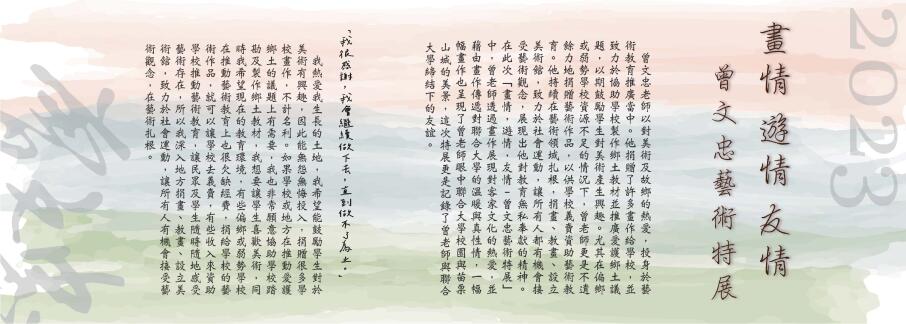 2023
畫情 遊情 友情
曾文忠藝術特展
曾文忠老師以對美術及故鄉的熱愛，投身於藝
術教育推廣當中。他捐贈了許多畫作給學校，並
致力於協助學校製作鄉土教材並推廣愛護鄉土議
題，以期鼓勵學生對美術產生興趣。尤其在偏鄉
或弱勢學校資源不足的情況下，曾老師更是不遺
餘力地捐贈藝術作品，以供學校義賣資助藝術教
育。他持續在藝術領域扎根，捐畫、教畫、設立
美術館，致力於社會運動，讓所有人都有機會接
受藝術觀念，展現出他對教育無私奉獻的精神。
在此次「畫情，遊情，友情－曾文忠藝術特展」
中，曾老師透過畫作展現對客家文化的熱愛，並
藉由畫作傳遞對聯合大學的溫暖與真性情，一幅
幅畫作也呈現了曾老師眼中聯合大學校園與苗栗
山城的美景，這次特展更是記錄了曾老師與聯合
大學締結下的友誼。
「我很感謝，我會繼續做下去，直到做不了為止。」
我熱愛我生長的土地，我希望能鼓勵學生對於
美術有興趣，因此能無怨無悔投入，捐贈很多學
校畫作，不計名利。如果學校或地方在推動愛護
鄉土的議題上有需要，我也非常願意協助學校踏
勘及製作鄉土教材，我想要讓學生喜歡美術，同
時我希望現在的教育環境，有些偏鄉或弱勢學校
在推動藝術教育上也很欠缺經費，捐給學校的藝
術作品，就可以讓學校去義賣，有些收入來資助
學校推動藝術教育，讓民眾及學生隨時隨地感受
藝術存在，所以我深入地方捐畫、教畫、設立美
術館，致力於社會運動，讓所有人有機會接受藝
術觀念，在藝術扎根。